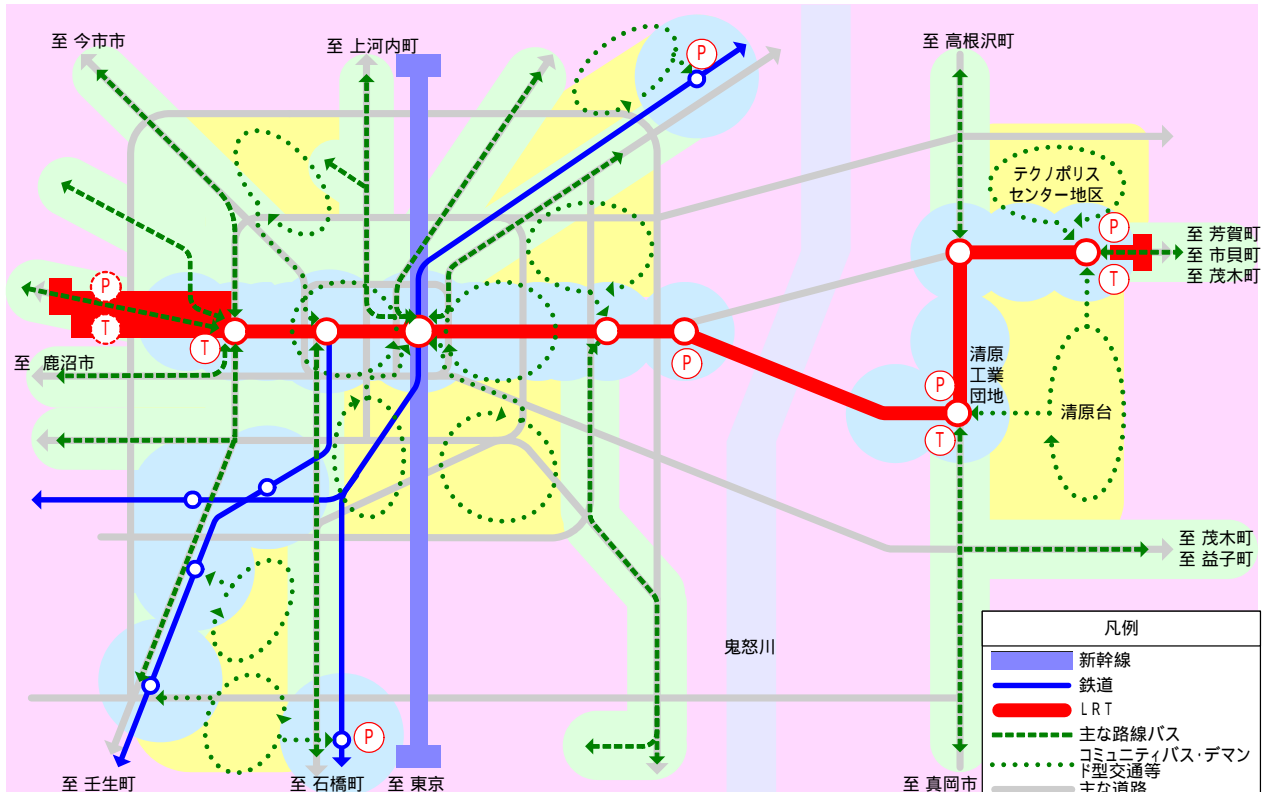 至 今市市
至 上河内町
至 高根沢町
P
テクノポリス
センター地区
P
至 芳賀町
至 市貝町
至 茂木町
T
P
T
T
至 鹿沼市
P
清原
工業
団地
P
T
清原台
至 茂木町
至 益子町
鬼怒川
P
至 壬生町
至 石橋町
至 東京
至 真岡市
凡例
新幹線
鉄道
LRT
主な路線バス
コミュニティバス・デマン
ド型交通等
主な道路